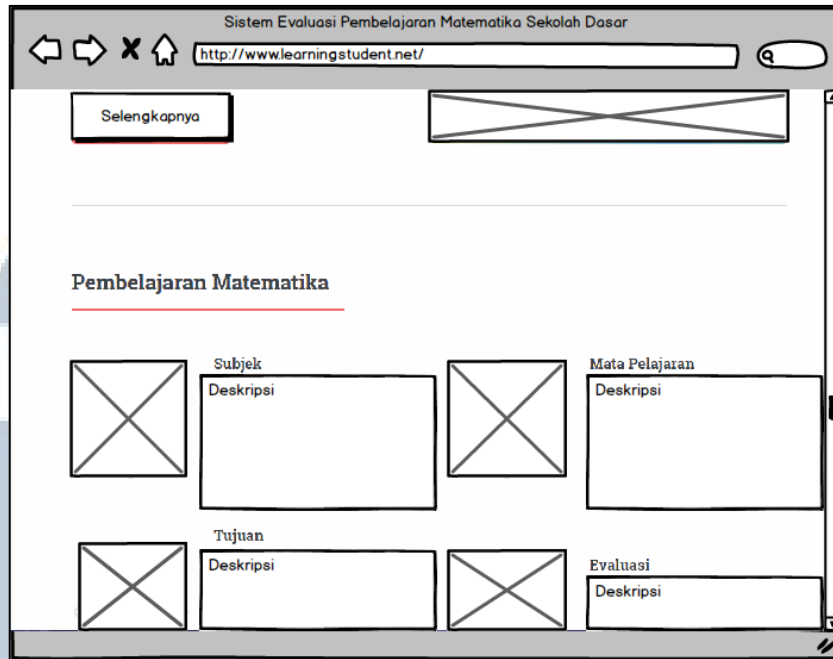 Sistem Evaluasi Pembelajaran Matematika Sekolah Dasar
http://www.learningstudent.net/
Selengkapnya
Pembelajaran Matematika
Subjek
Deskripsi
Mata Pelajaran
Deskripsi
Tujuan
Deskripsi
Evaluasi
Deskripsi